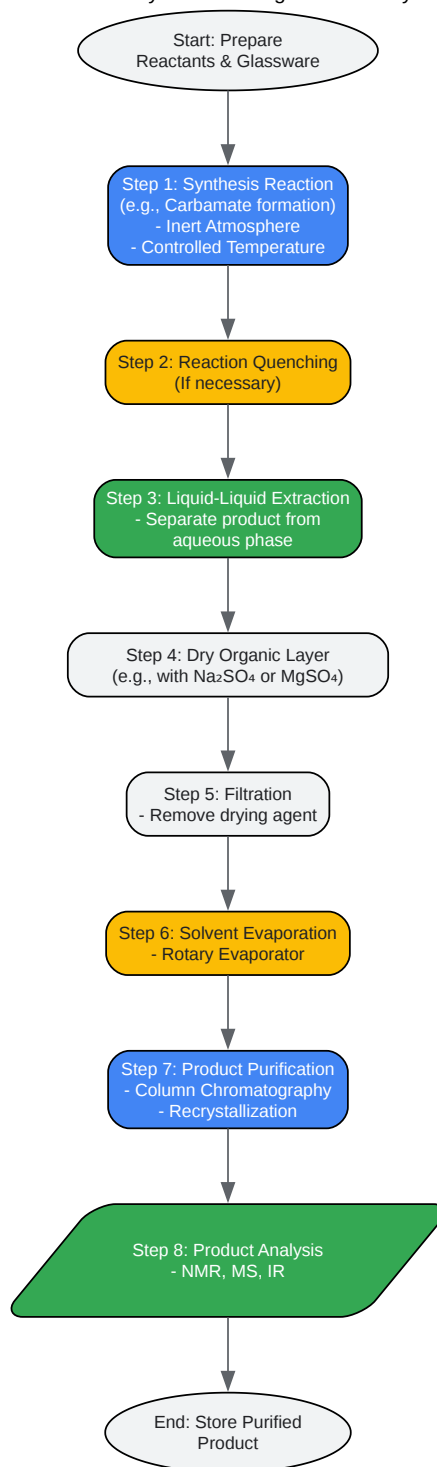 Start: Prepare
Reactants & Glassware
Step 1: Synthesis Reaction
(e.g., Carbamate formation)
- Inert Atmosphere
- Controlled Temperature
Step 2: Reaction Quenching
(If necessary)
Step 3: Liquid-Liquid Extraction
- Separate product from
aqueous phase
Step 4: Dry Organic Layer
(e.g., with Na₂SO₄ or MgSO₄)
Step 5: Filtration
- Remove drying agent
Step 6: Solvent Evaporation
- Rotary Evaporator
Step 7: Product Purification
- Column Chromatography
- Recrystallization
Step 8: Product Analysis
- NMR, MS, IR
End: Store Purified
Product